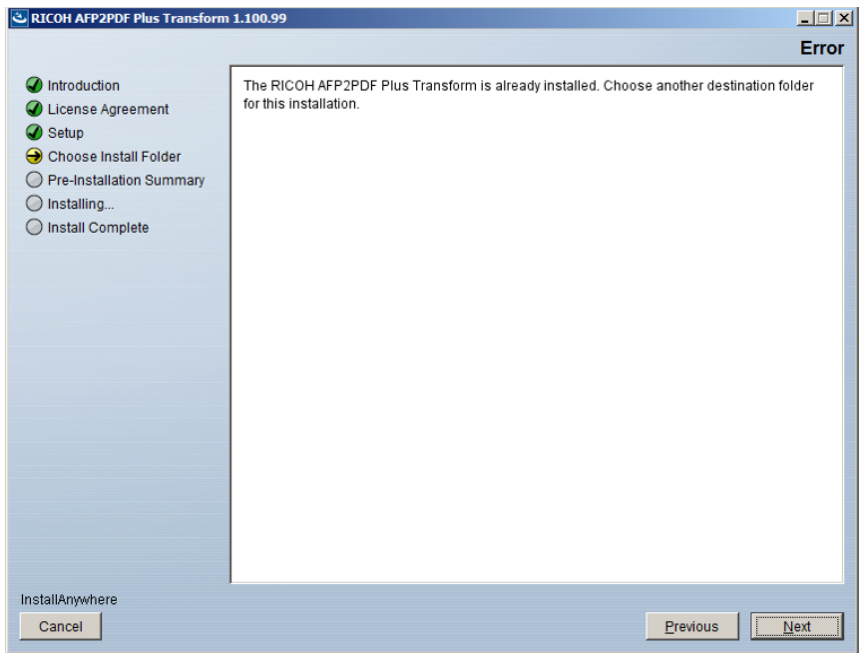 RICOH AFP2PDF Plus Transform 1.100.99
Error
Introduction
License Agreement
Setup
Choose Install Folder
Pre-Installation Summary
Installing...
Install Complete
The RICOH AFP2PDF Plus Transform is already installed. Choose another destination folder
for this installation.
InstallAnywhere
Cancel
Previous
Next